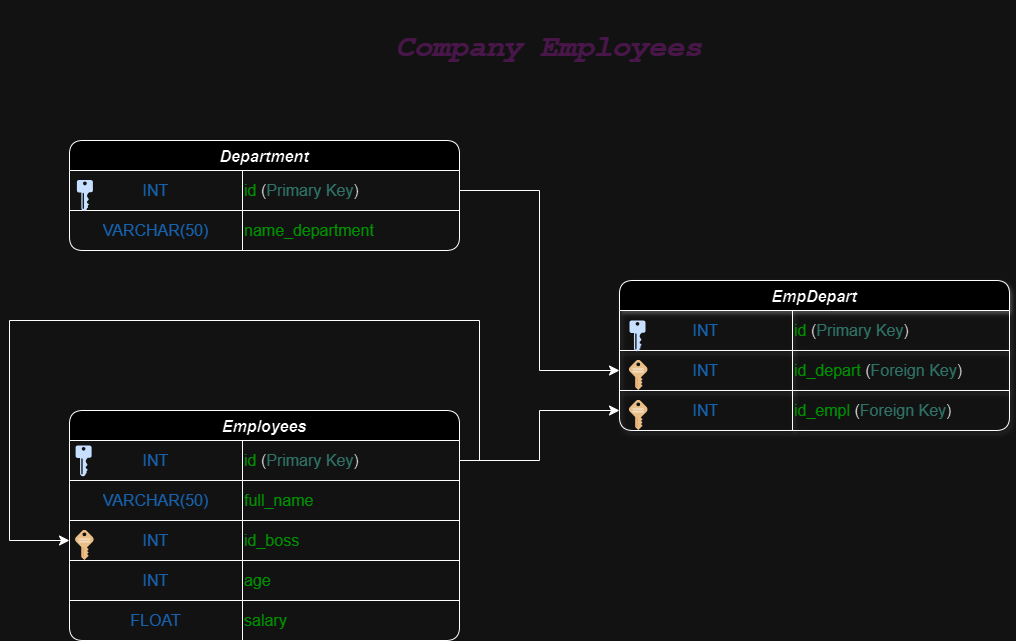 Company Employees
Department
INT id (Primary Key)
VARCHAR(50) name_department
EmpDepart
INT id (Primary Key)
INT id_depart (Foreign Key)
INT id_empl (Foreign Key)
Employees
INT id (Primary Key)
VARCHAR(50) full_name
INT id_boss
INT age
FLOAT salary